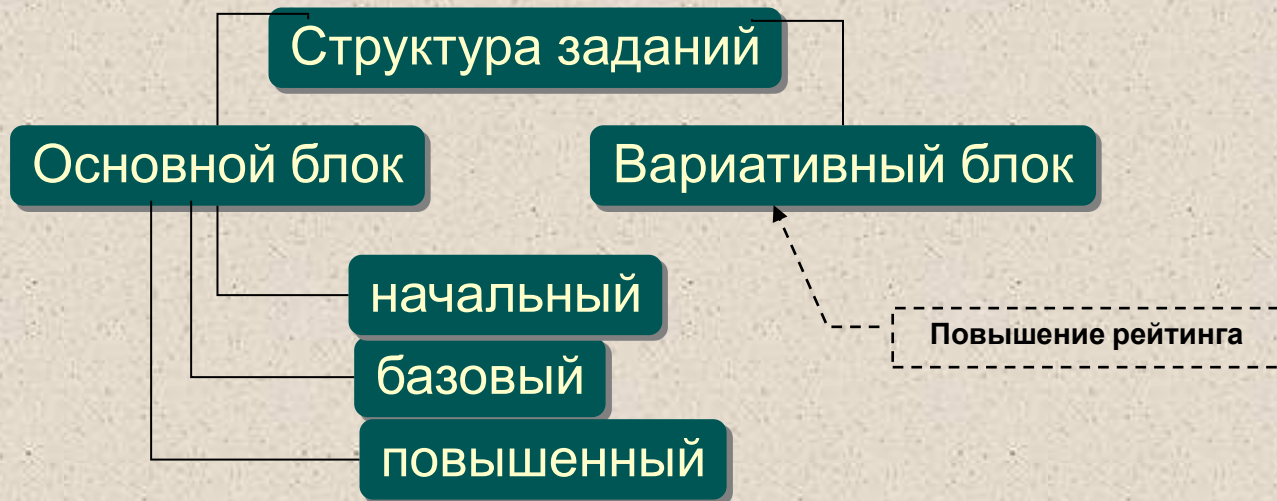 Структура заданий
Основной блок
Вариативный блок
начальный
Повышение рейтинга
базовый
повышенный